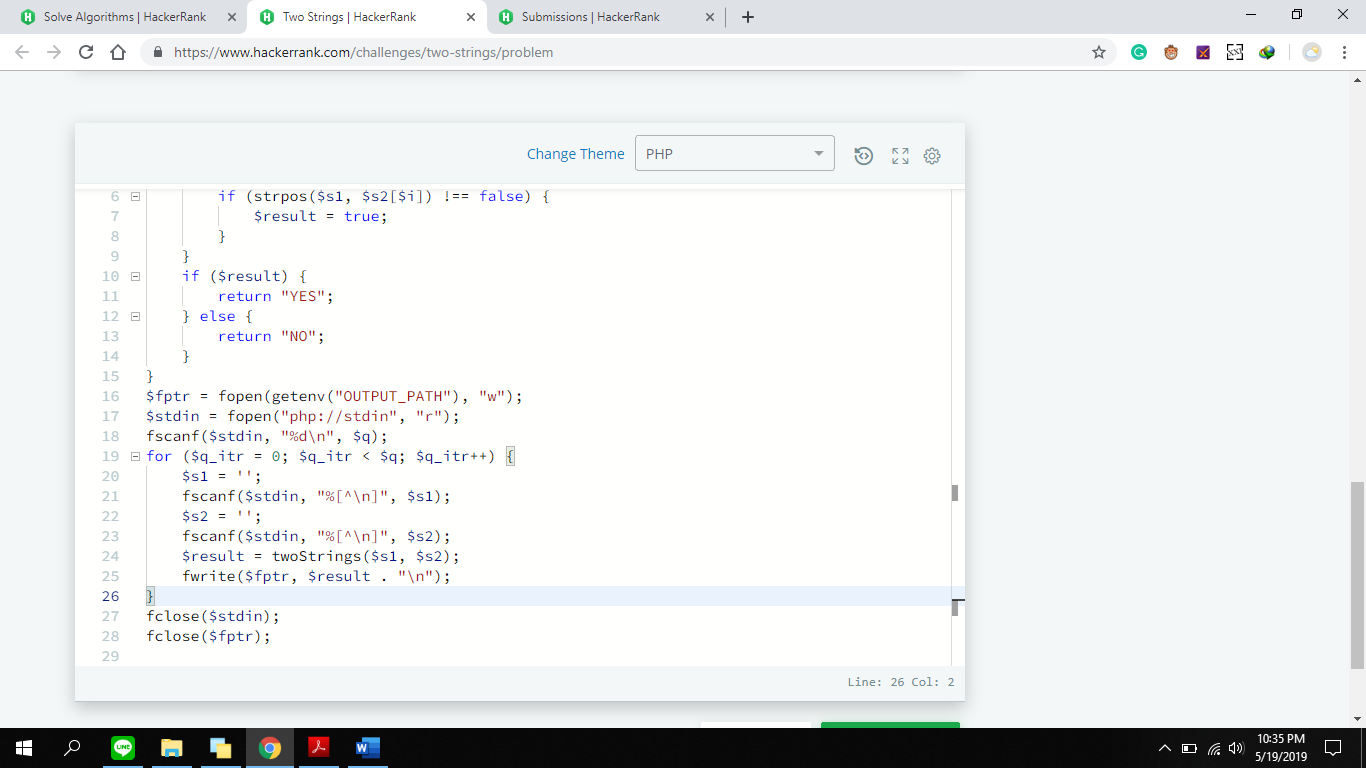 Solve Algorithms | HackerRank
Two Strings | HackerRank
Submissions | HackerRank
https://www.hackerrank.com/challenges/two-strings/problem
Change Theme
PHP
6 if (strpos($s1, $s2[$i]) !== false) {
7 $result = true;
8 }
9 }
10 if ($result) {
11 return "YES";
12 } else {
13 return "NO";
14 }
15 }
16 $fptr = fopen(getenv("OUTPUT_PATH"), "w");
17 $stdin = fopen("php://stdin", "r");
18 fscanf($stdin, "%d\n", $q);
19 for ($q_itr = 0; $q_itr < $q; $q_itr++) {
20 $s1 = '';
21 fscanf($stdin, "%[^\n]", $s1);
22 $s2 = '';
23 fscanf($stdin, "%[^\n]", $s2);
24 $result = twoStrings($s1, $s2);
25 fwrite($fptr, $result . "\n");
26 }
27 fclose($stdin);
28 fclose($fptr);
29
Line: 26 Col: 2
LINE
10:35 PM
5/19/2019